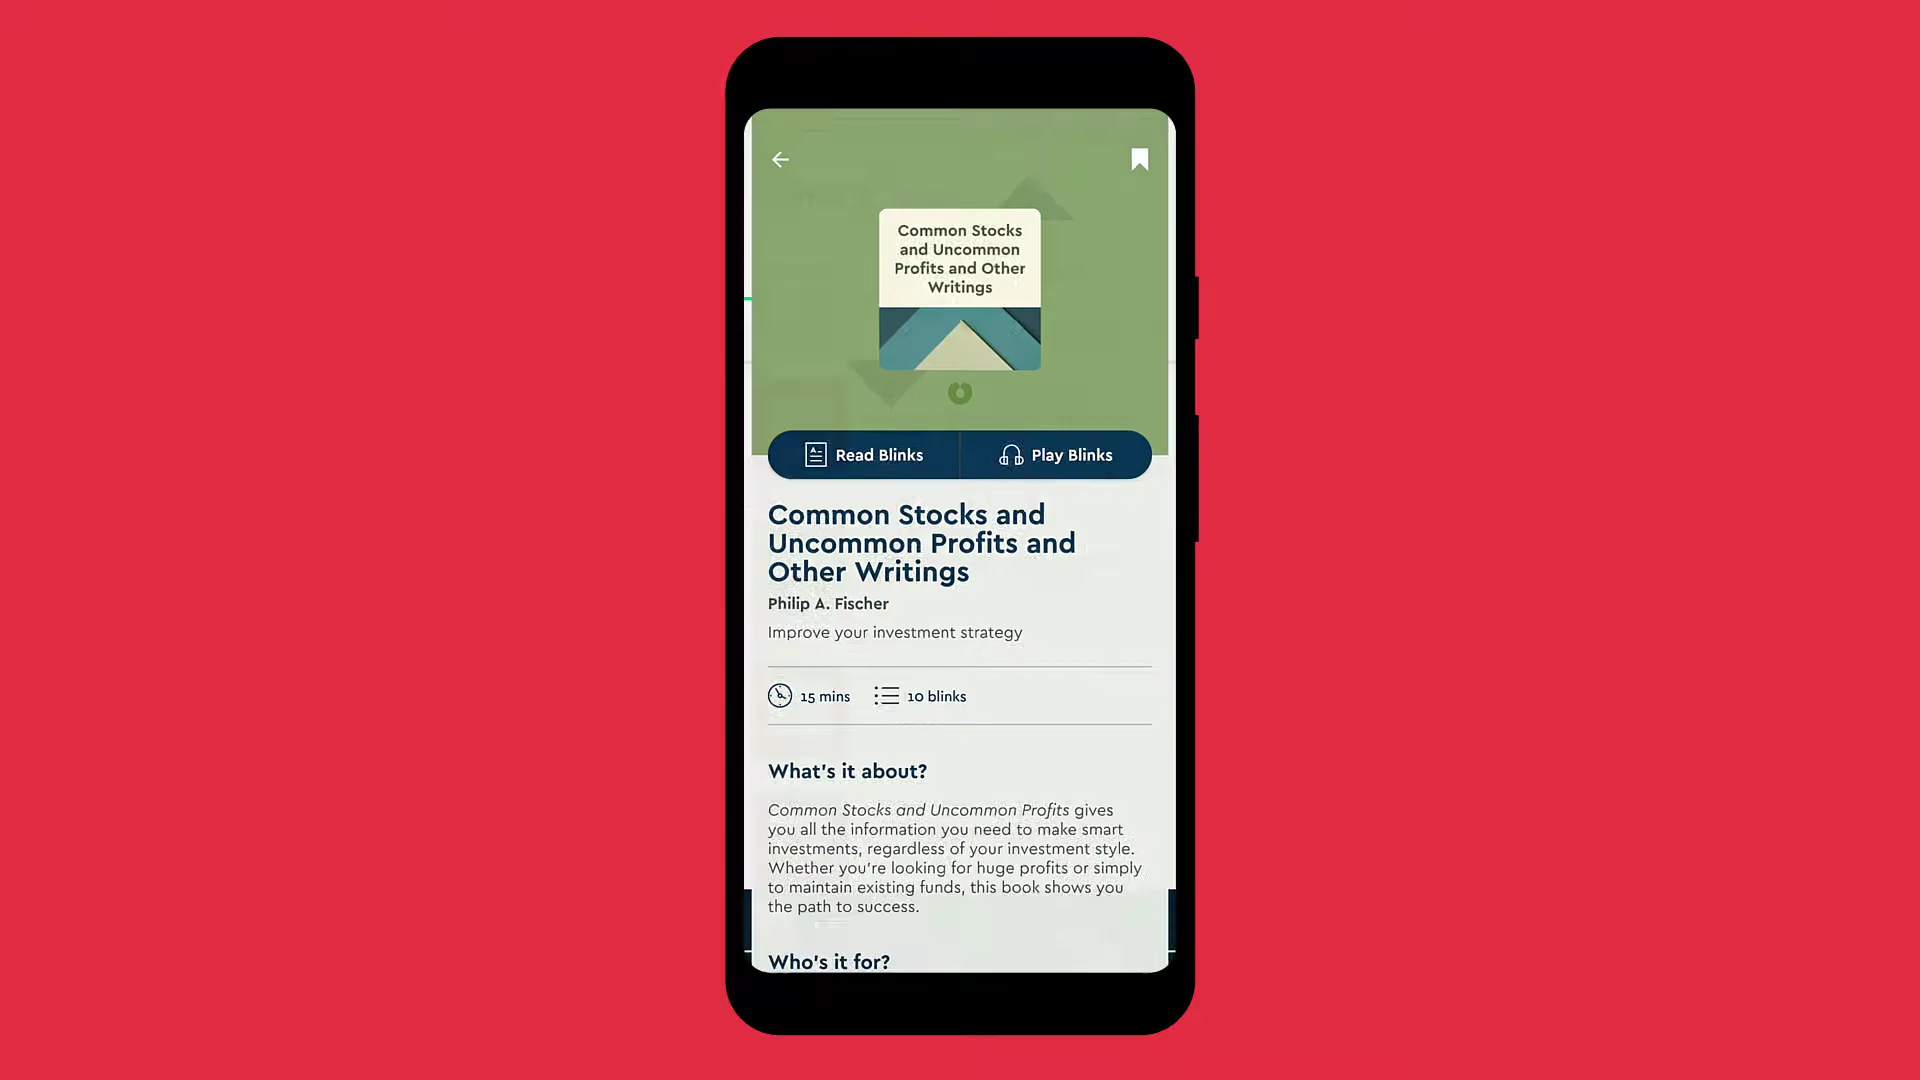 Common Stocks
and Uncommon
Profits and Other
Writings
Read Blinks
Play Blinks
Common Stocks and
Uncommon Profits and
Other Writings
Philip A. Fischer
Improve your investment strategy
15 mins
10 blinks
What's it about?
Common Stocks and Uncommon Profits gives
you all the information you need to make smart
investments, regardless of your investment style.
Whether you're looking for huge profits or simply
to maintain existing funds, this book shows you
the path to success.
Who's it for?